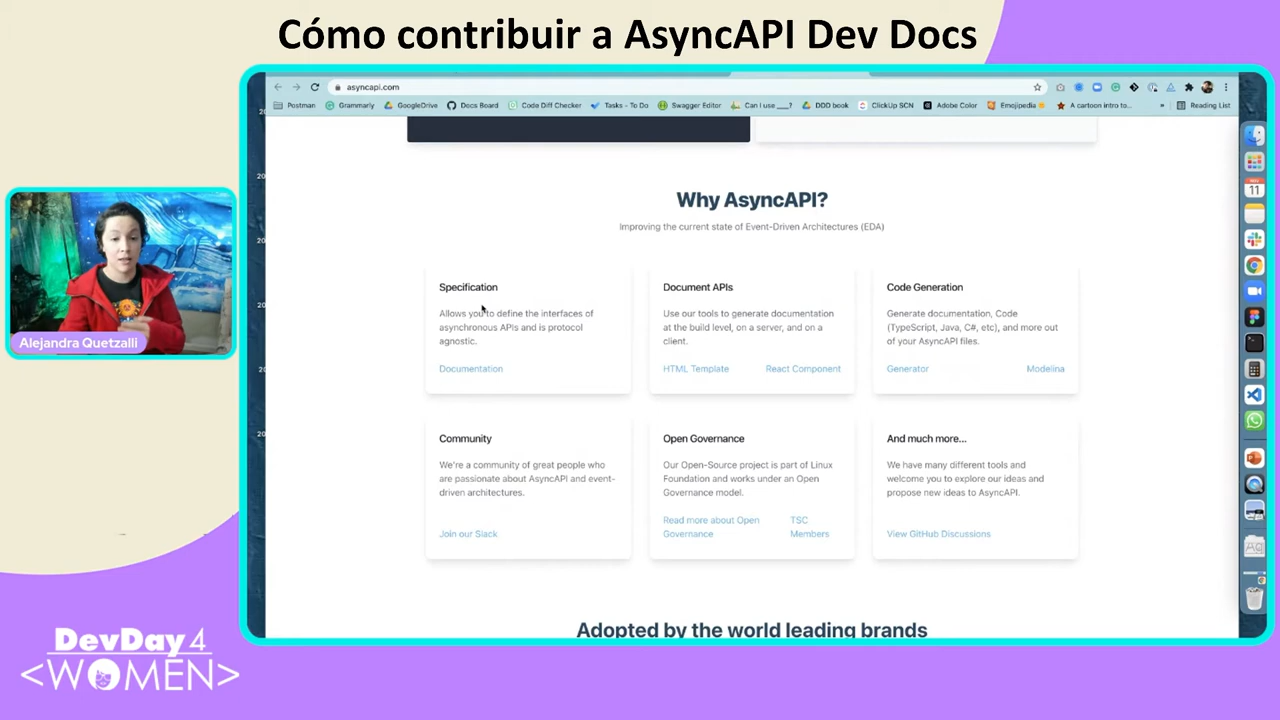 Cómo contribuir a AsyncAPI Dev Docs
asyncapi.com
Postman Grammarly GoogleDrive Docs Board Code Diff Checker Tasks - To Do Swagger Editor Can I use ___? DDD book ClickUp SCN Adobe Color Emojipedia A cartoon intro to... » Reading List
Why AsyncAPI?
Improving the current state of Event-Driven Architectures (EDA)
Specification
Allows you to define the interfaces of
asynchronous APIs and is protocol
agnostic.
Documentation
Document APIs
Use our tools to generate documentation
at the build level, on a server, and on a
client.
HTML Template React Component
Code Generation
Generate documentation, Code
(TypeScript, Java, C#, etc), and more out
of your AsyncAPI files.
Generator Modelina
Community
We're a community of great people who
are passionate about AsyncAPI and event-
driven architectures.
Join our Slack
Open Governance
Our Open-Source project is part of Linux
Foundation and works under an Open
Governance model.
Read more about Open
Governance
TSC
Members
And much more...
We have many different tools and
welcome you to explore our ideas and
propose new ideas to AsyncAPI.
View GitHub Discussions
Adopted by the world leading brands
Alejandra Quetzalli
DevDay4
<WOMEN>
11